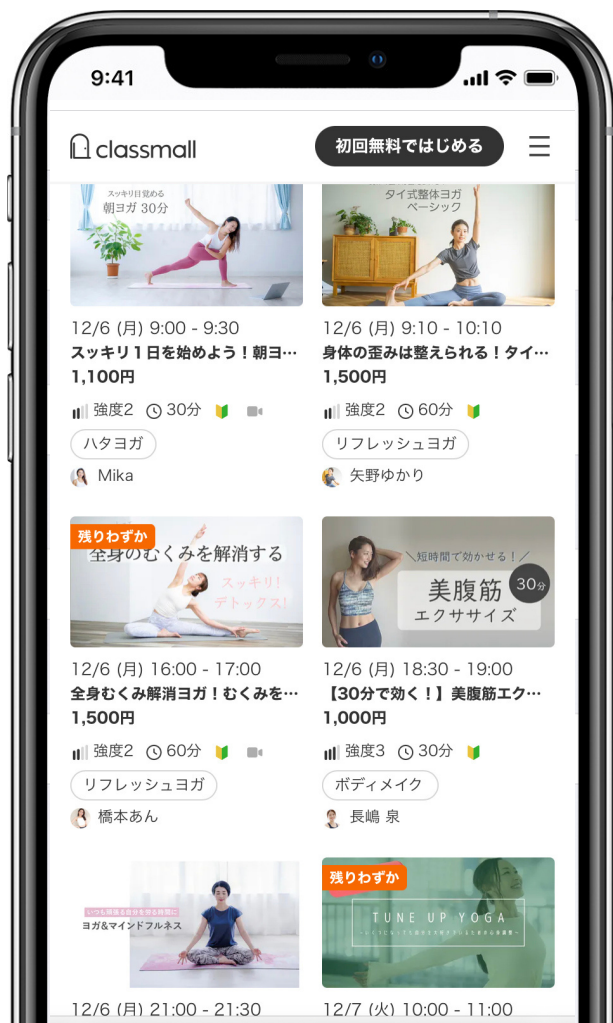 9:41
classmall
初回無料ではじめる
スッキリ目覚める
朝ヨガ 30分
タイ式整体ヨガ
ベーシック
12/6 (月) 9:00 - 9:30
スッキリ１日を始めよう！朝ヨ…
1,100円
強度2 30分
ハタヨガ
Mika
12/6 (月) 9:10 - 10:10
身体の歪みは整えられる！タイ…
1,500円
強度2 60分
リフレッシュヨガ
矢野ゆかり
残りわずか
全身のむくみを解消する
スッキリ!
デトックス!
12/6 (月) 16:00 - 17:00
全身むくみ解消ヨガ！むくみを…
1,500円
強度2 60分
リフレッシュヨガ
橋本あん
＼短時間で効かせる！／
美腹筋
エクササイズ
30分
12/6 (月) 18:30 - 19:00
【30分で効く！】美腹筋エク…
1,000円
強度3 30分
ボディメイク
長嶋 泉
いつも頑張る自分を労る時間に
ヨガ&マインドフルネス
12/6 (月) 21:00 - 21:30
残りわずか
TUNE UP YOGA
12/7 (火) 10:00 - 11:00